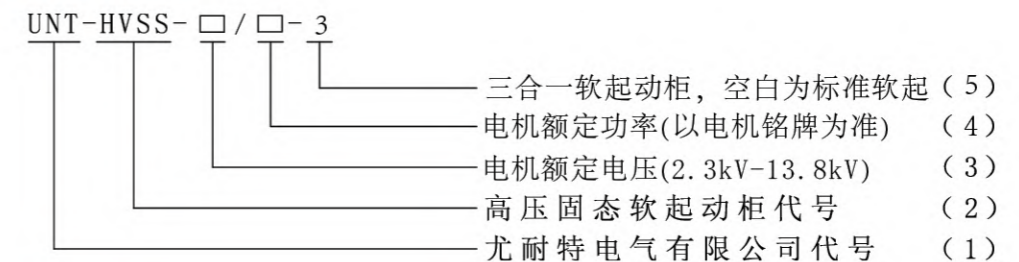 UNT-HVSS-□/□-3
三合一软起动柜，空白为标准软起（5）
电机额定功率(以电机铭牌为准)（4）
电机额定电压(2.3kV-13.8kV)（3）
高压固态软起动柜代号（2）
尤耐特电气有限公司代号（1）